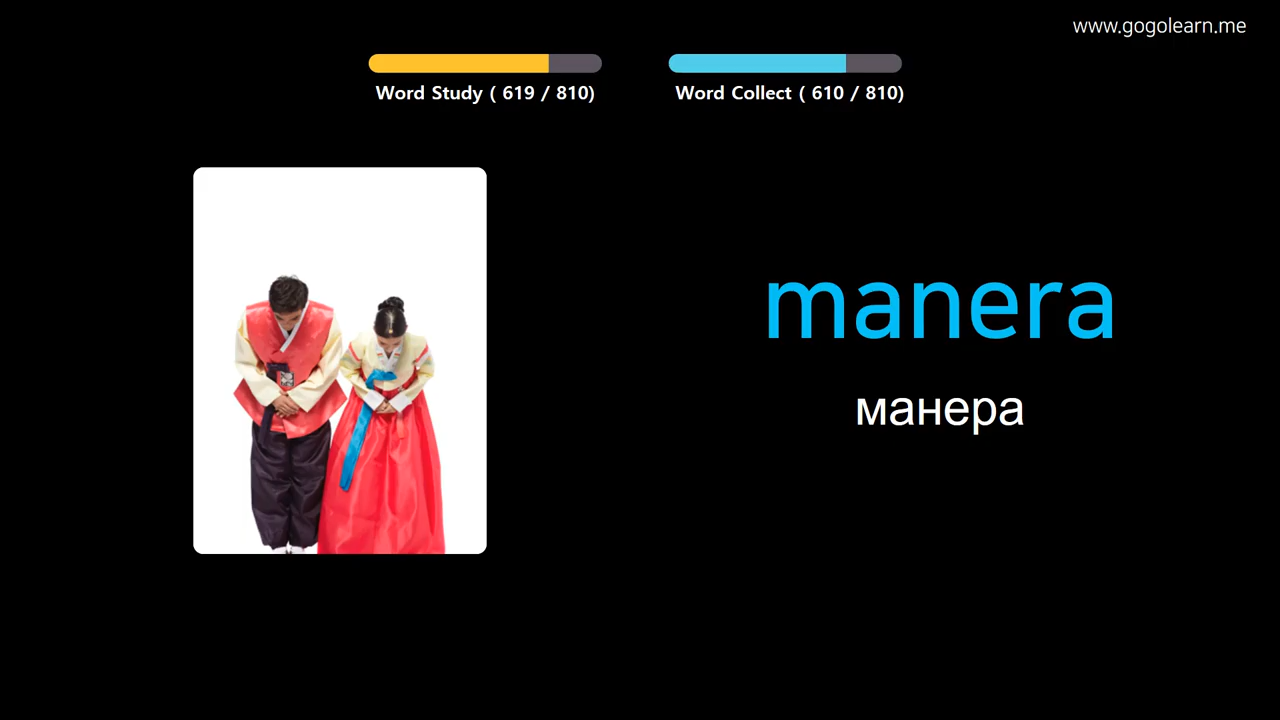 www.gogolearn.me
Word Study ( 619 / 810)
Word Collect ( 610 / 810)
manera
манера